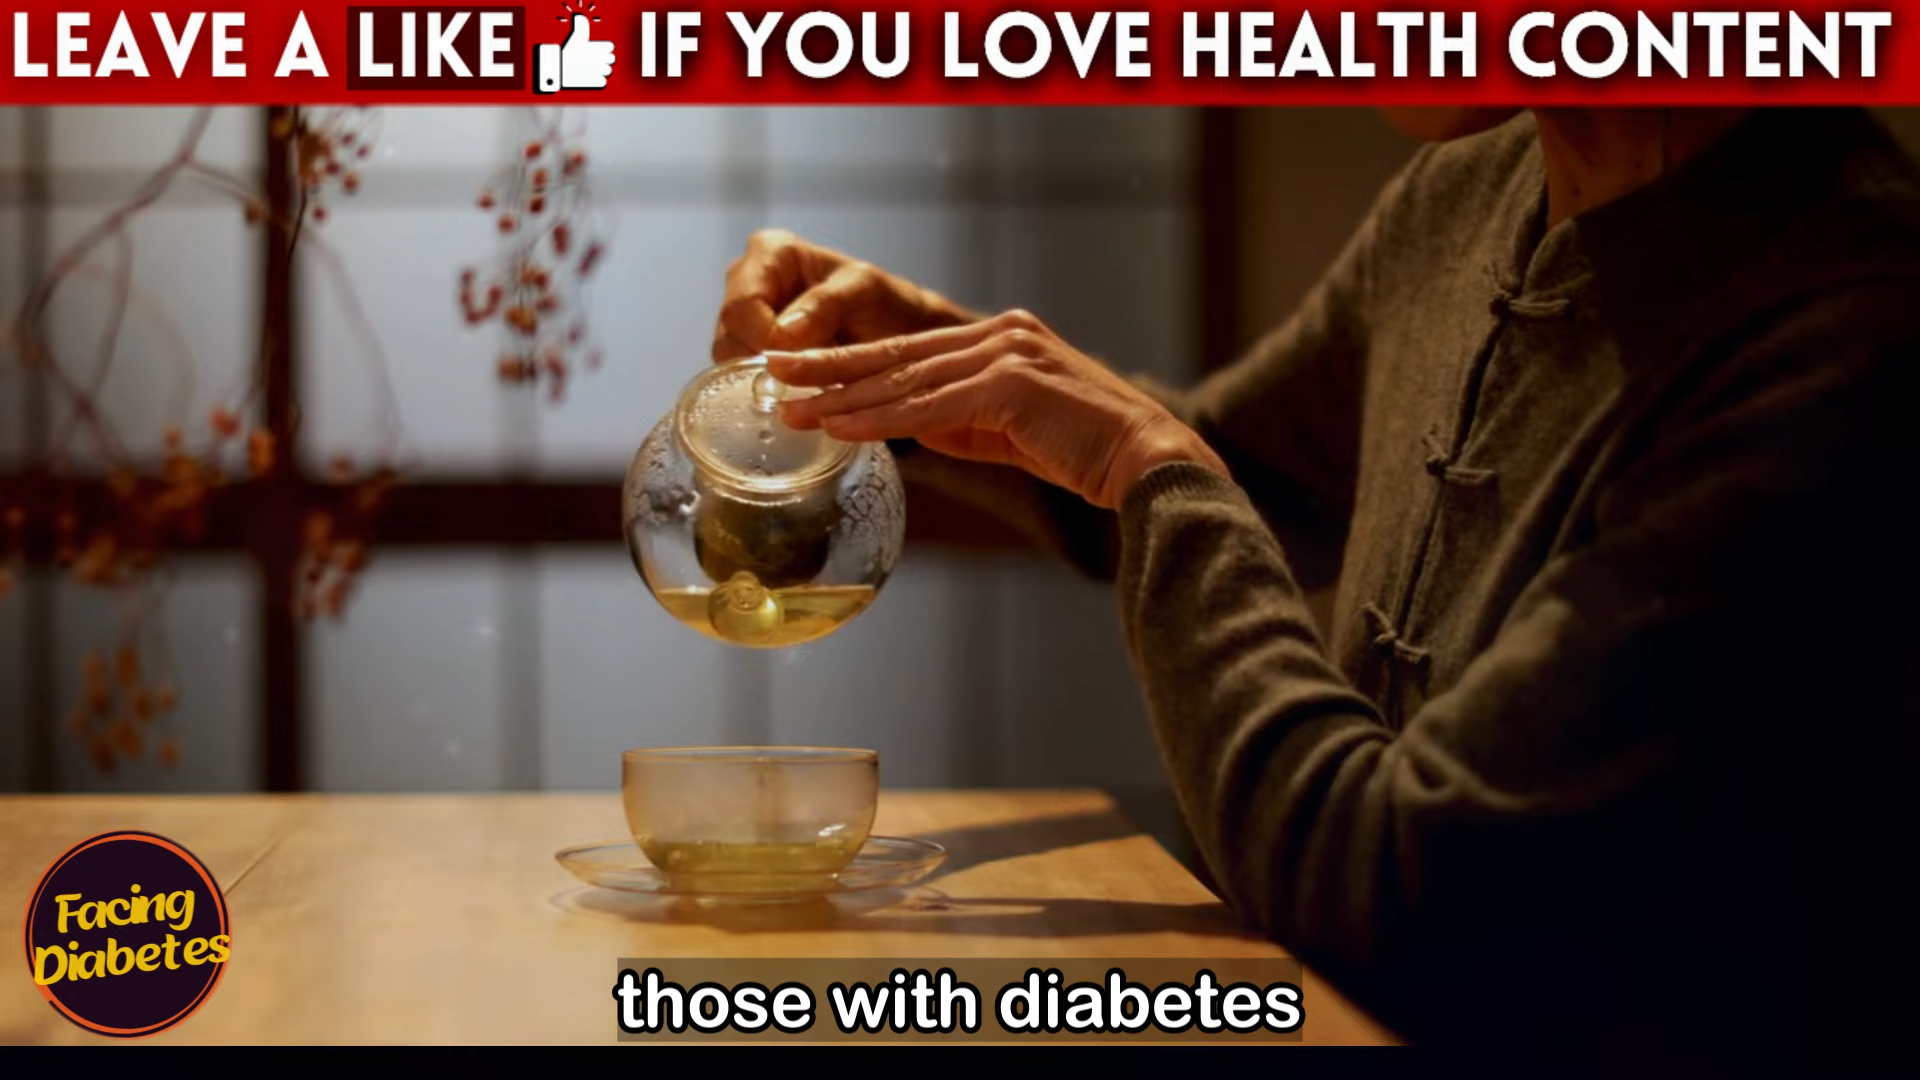 LEAVE A LIKE IF YOU LOVE HEALTH CONTENT
Facing
Diabetes
those with diabetes